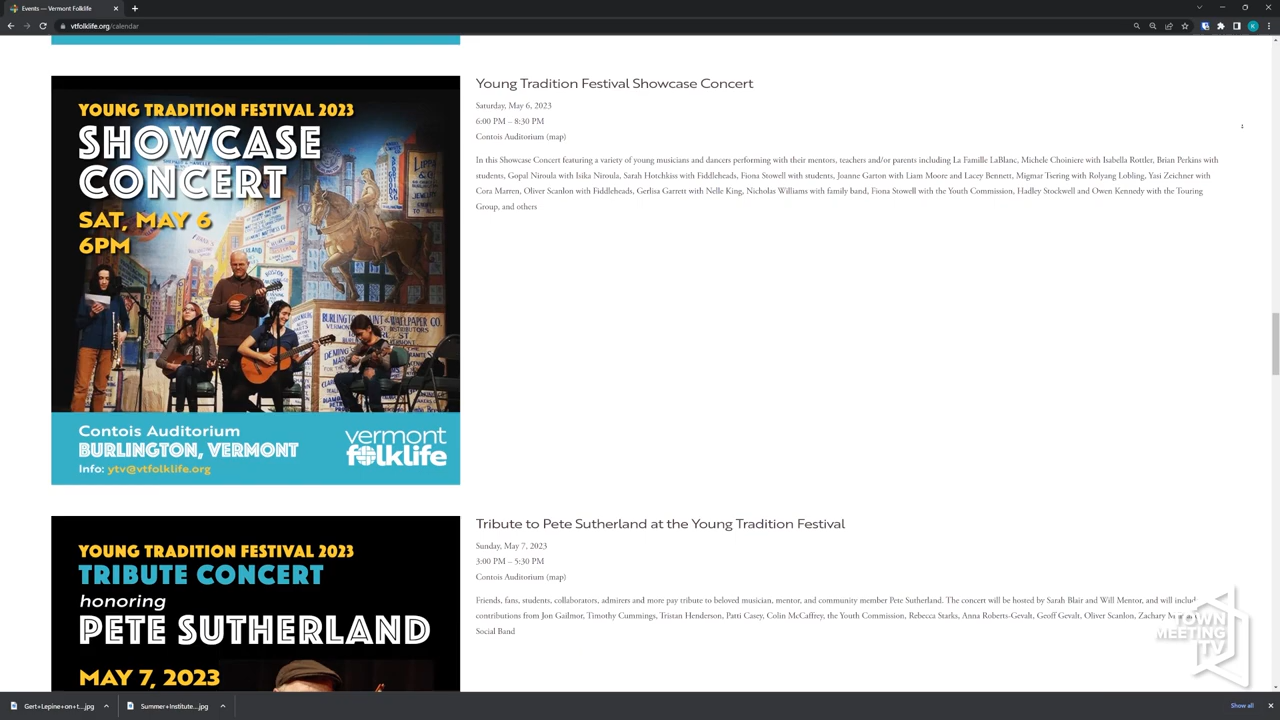 Events — Vermont Folklife
vtfolklife.org/calendar
K
YOUNG TRADITION FESTIVAL 2023
SHOWCASE
CONCERT
SAT, MAY 6
6PM
Contois Auditorium
BURLINGTON, VERMONT
Info: ytv@vtfolklife.org
vermont
folklife
Young Tradition Festival Showcase Concert
Saturday, May 6, 2023
6:00 PM – 8:30 PM
Contois Auditorium (map)
In this Showcase Concert featuring a variety of young musicians and dancers performing with their mentors, teachers and/or parents including La Famille LaBlanc, Michele Choiniere with Isabella Rottler, Brian Perkins with
students, Gopal Niroula with Isika Niroula, Sarah Hotchkiss with Fiddleheads, Fiona Stowell with students, Joanne Garton with Liam Moore and Lacey Bennett, Migmar Tsering with Rolyang Lobling, Yasi Zeichner with
Cora Marren, Oliver Scanlon with Fiddleheads, Gerlisa Garrett with Nelle King, Nicholas Williams with family band, Fiona Stowell with the Youth Commission, Hadley Stockwell and Owen Kennedy with the Touring
Group, and others
YOUNG TRADITION FESTIVAL 2023
TRIBUTE CONCERT
honoring
PETE SUTHERLAND
MAY 7, 2023
Tribute to Pete Sutherland at the Young Tradition Festival
Sunday, May 7, 2023
3:00 PM – 5:30 PM
Contois Auditorium (map)
Friends, fans, students, collaborators, admirers and more pay tribute to beloved musician, mentor, and community member Pete Sutherland. The concert will be hosted by Sarah Blair and Will Mentor, and will includ
contributions from Jon Gailmor, Timothy Cummings, Tristan Henderson, Patti Casey, Colin McCaffrey, the Youth Commission, Rebecca Starks, Anna Roberts-Gevalt, Geoff Gevalt, Oliver Scanlon, Zachary
Social Band
TOWN
MEETING
TV
Gert+Lepine+on+t....jpg
Summer+Institute....jpg
Show all